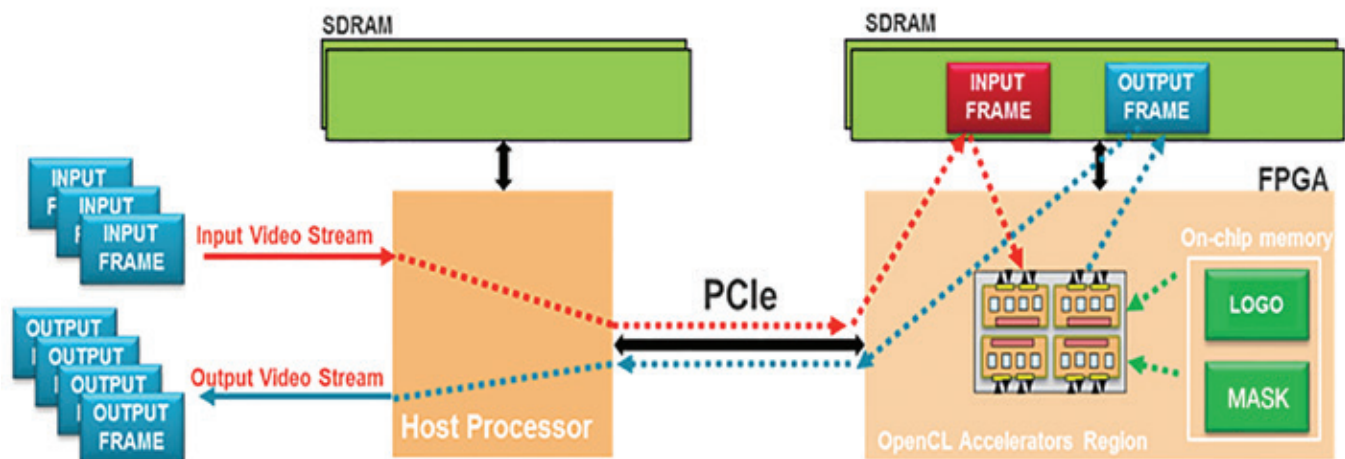 SDRAM
SDRAM
INPUT
FRAME
OUTPUT
FRAME
FPGA
INPUT
F
INPUT
F
INPUT
FRAME
Input Video Stream
On-chip memory
PCIe
LOGO
OUTPUT
OUTPUT
OUTPUT
OUTPUT
FRAME
Output Video Stream
MASK
Host Processor
OpenCL Accelerators Region